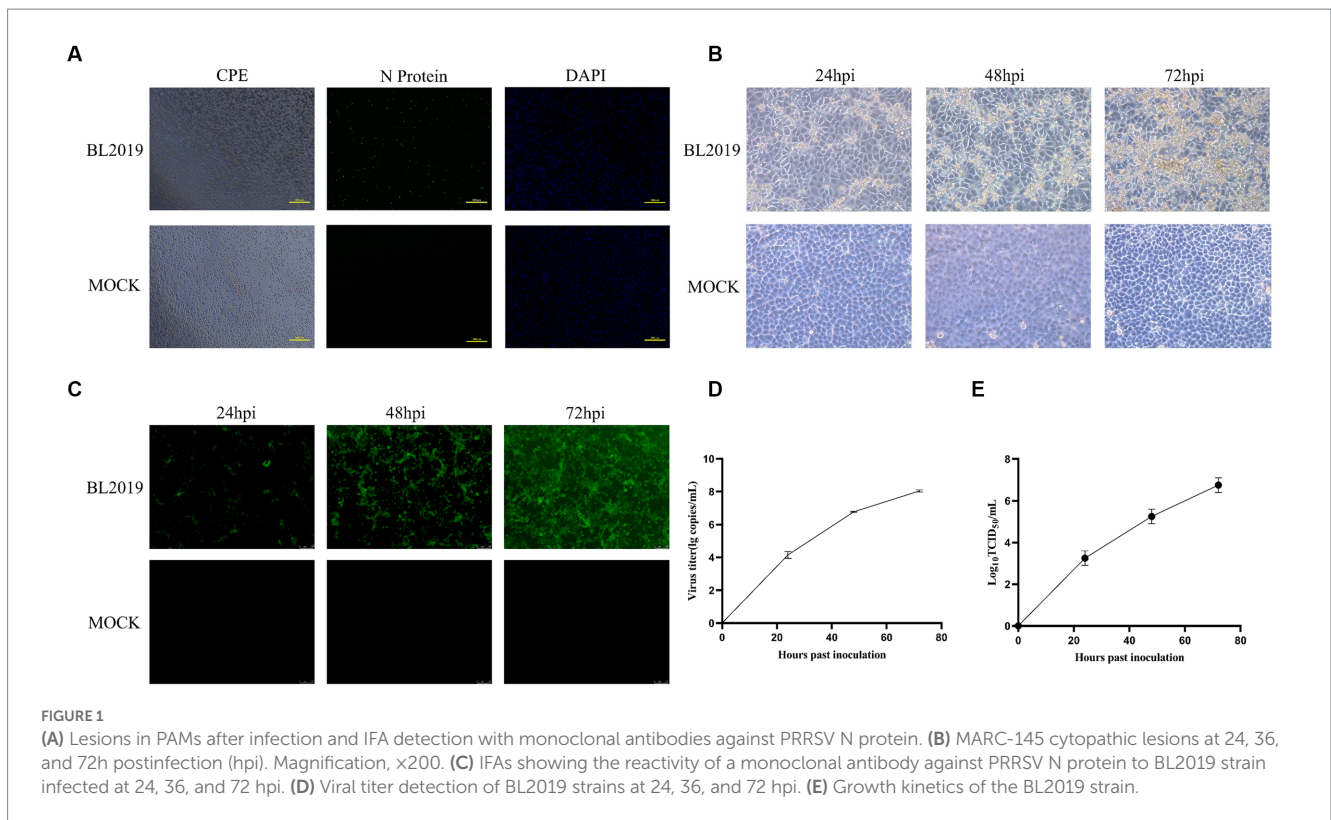 A
CPE
N Protein
DAPI
BL2019
MOCK
B
24hpi
48hpi
72hpi
BL2019
MOCK
C
24hpi
48hpi
72hpi
BL2019
MOCK
D
Virus titer(lg copies/mL)
10
8
6
4
2
0
0
20
40
60
80
Hours past inoculation
E
Log₁₀TCID₅₀/mL
8
6
4
2
0
0
20
40
60
80
Hours past inoculation
FIGURE 1
(A) Lesions in PAMs after infection and IFA detection with monoclonal antibodies against PRRSV N protein. (B) MARC-145 cytopathic lesions at 24, 36,
and 72h postinfection (hpi). Magnification, ×200. (C) IFAs showing the reactivity of a monoclonal antibody against PRRSV N protein to BL2019 strain
infected at 24, 36, and 72 hpi. (D) Viral titer detection of BL2019 strains at 24, 36, and 72 hpi. (E) Growth kinetics of the BL2019 strain.